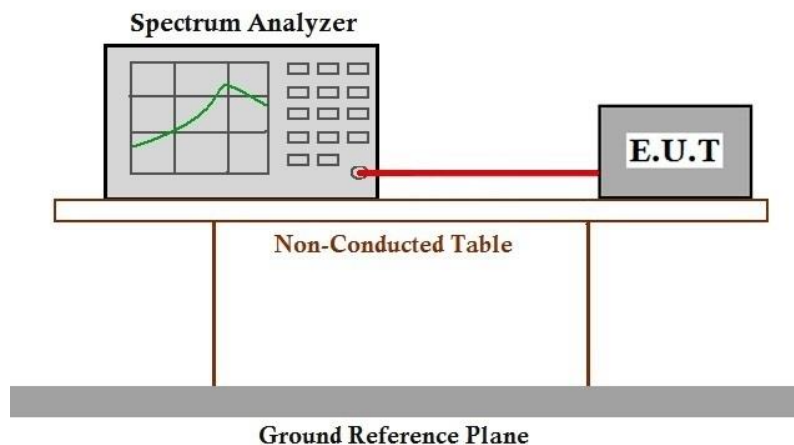 Spectrum Analyzer
E.U.T
Non-Conducted Table
Ground Reference Plane